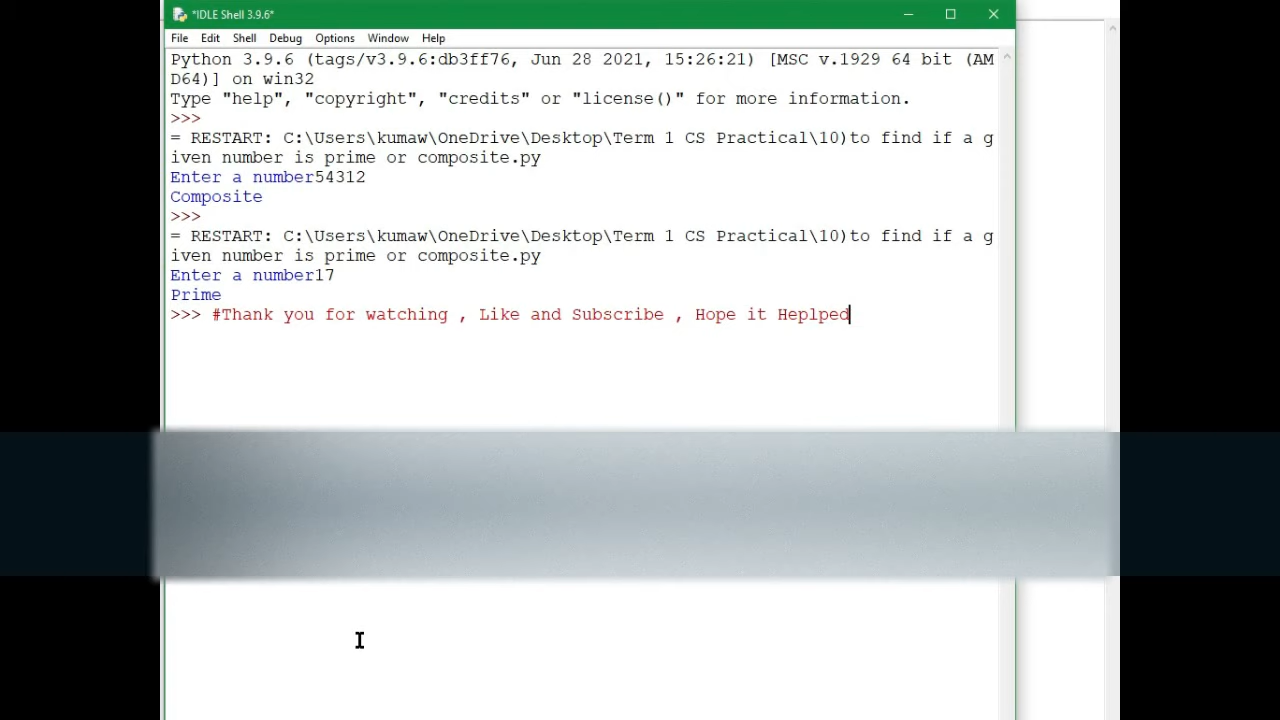 *IDLE Shell 3.9.6*
File Edit Shell Debug Options Window Help
Python 3.9.6 (tags/v3.9.6:db3ff76, Jun 28 2021, 15:26:21) [MSC v.1929 64 bit (AM
D64)] on win32
Type "help", "copyright", "credits" or "license()" for more information.
>>>
= RESTART: C:\Users\kumaw\OneDrive\Desktop\Term 1 CS Practical\10)to find if a g
iven number is prime or composite.py
Enter a number54312
Composite
>>>
= RESTART: C:\Users\kumaw\OneDrive\Desktop\Term 1 CS Practical\10)to find if a g
iven number is prime or composite.py
Enter a number17
Prime
>>> #Thank you for watching , Like and Subscribe , Hope it Heplped